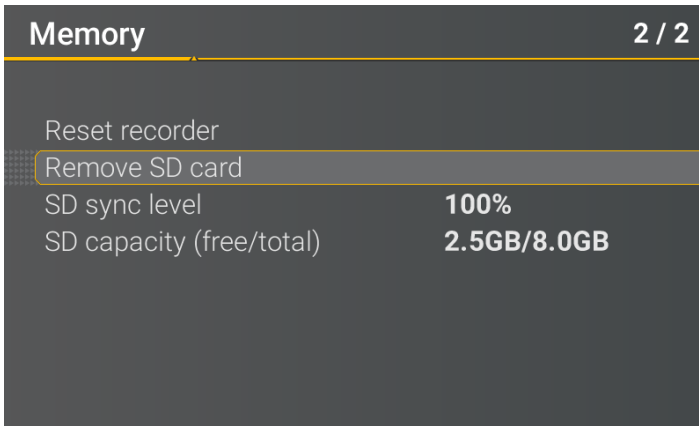 Memory 2 / 2
Reset recorder
Remove SD card
SD sync level 100%
SD capacity (free/total) 2.5GB/8.0GB